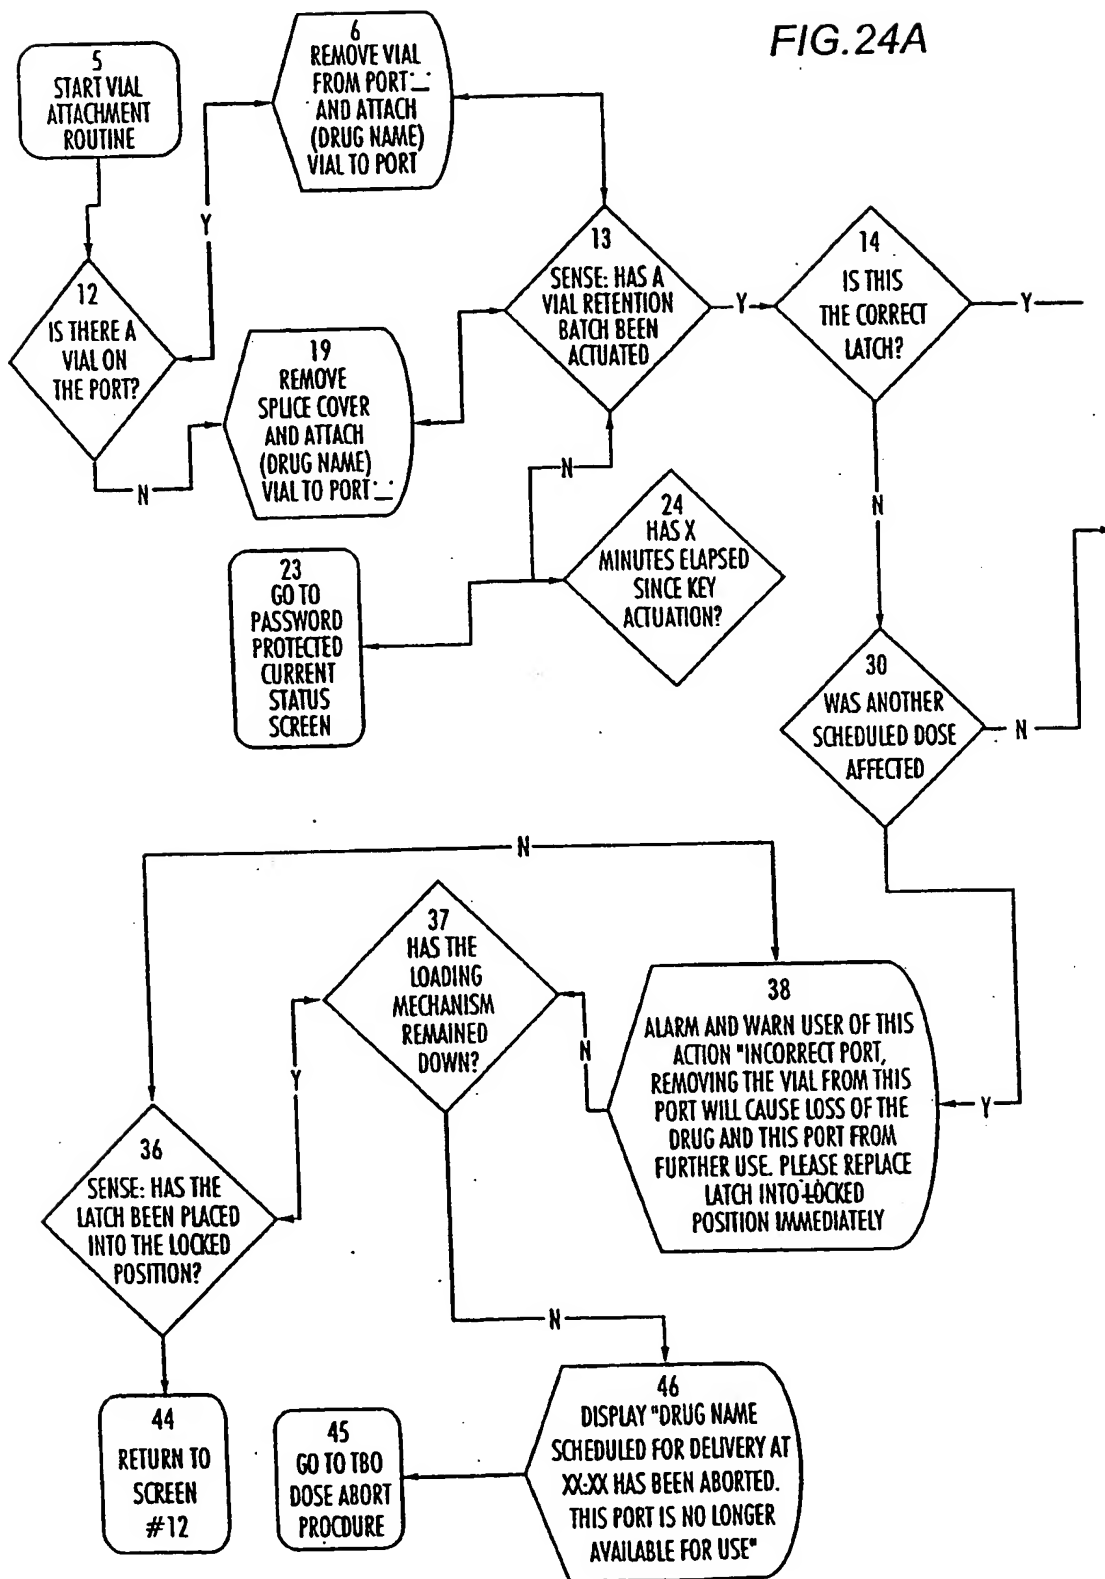 FIG.24A
5
START VIAL
ATTACHMENT
ROUTINE
6
REMOVE VIAL
FROM PORT:_:
AND ATTACH
(DRUG NAME)
VIAL TO PORT
Y
12
IS THERE A
VIAL ON
THE PORT?
N
19
REMOVE
SPLICE COVER
AND ATTACH
(DRUG NAME)
VIAL TO PORT:_:
13
SENSE: HAS A
VIAL RETENTION
BATCH BEEN
ACTUATED
Y
14
IS THIS
THE CORRECT
LATCH?
Y
N
N
24
HAS X
MINUTES ELAPSED
SINCE KEY
ACTUATION?
23
GO TO
PASSWORD
PROTECTED
CURRENT
STATUS
SCREEN
30
WAS ANOTHER
SCHEDULED DOSE
AFFECTED
N
Y
N
37
HAS THE
LOADING
MECHANISM
REMAINED
DOWN?
N
Y
38
ALARM AND WARN USER OF THIS
ACTION "INCORRECT PORT,
REMOVING THE VIAL FROM THIS
PORT WILL CAUSE LOSS OF THE
DRUG AND THIS PORT FROM
FURTHER USE. PLEASE REPLACE
LATCH INTO LOCKED
POSITION IMMEDIATELY
36
SENSE: HAS THE
LATCH BEEN PLACED
INTO THE LOCKED
POSITION?
N
44
RETURN TO
SCREEN
#12
45
GO TO TBO
DOSE ABORT
PROCDURE
46
DISPLAY "DRUG NAME
SCHEDULED FOR DELIVERY AT
XX:XX HAS BEEN ABORTED.
THIS PORT IS NO LONGER
AVAILABLE FOR USE"